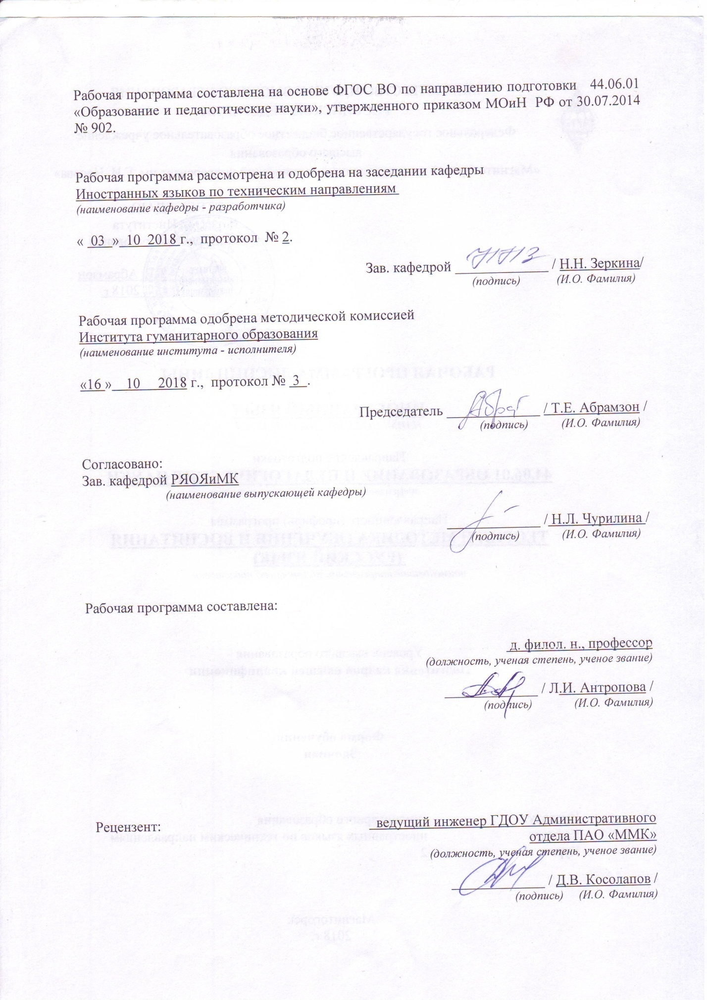 Рабочая программа составлена на основе ФГОС ВО по направлению подготовки 44.06.01
«Образование и педагогические науки», утвержденного приказом МОиН РФ от 30.07.2014
№ 902.
Рабочая программа рассмотрена и одобрена на заседании кафедры
Иностранных языков по техническим направлениям
(наименование кафедры - разработчика)
« 03 » 10 2018 г., протокол № 2.
Зав. кафедрой ______________ / Н.Н. Зеркина/
(подпись) (И.О. Фамилия)
Рабочая программа одобрена методической комиссией
Института гуманитарного образования
(наименование института - исполнителя)
«16 » 10 2018 г., протокол № 3 .
Председатель ______________ / Т.Е. Абрамзон /
(подпись) (И.О. Фамилия)
Согласовано:
Зав. кафедрой РЯОЯиМК
(наименование выпускающей кафедры)
______________ / Н.Л. Чурилина /
(подпись) (И.О. Фамилия)
Рабочая программа составлена:
д. филол. н., профессор
(должность, ученая степень, ученое звание)
______________ / Л.И. Антропова /
(подпись) (И.О. Фамилия)
Рецензент: ведущий инженер ГДОУ Административного
отдела ПАО «ММК»
(должность, ученая степень, ученое звание)
______________ / Д.В. Косолапов /
(подпись) (И.О. Фамилия)